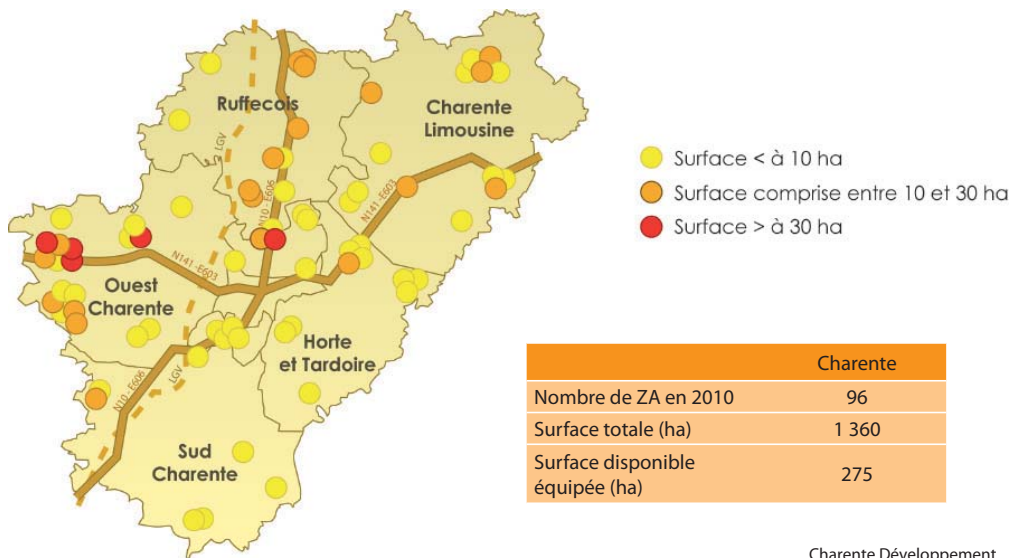 Ruffecois
Charente
Limousine
LGV
N10 - E606
N141 -E603
N141 -E603
Ouest
Charente
Horte
et Tardoire
N10 - E606
LGV
Sud
Charente
Surface < à 10 ha
Surface comprise entre 10 et 30 ha
Surface > à 30 ha
Charente
Nombre de ZA en 2010 96
Surface totale (ha) 1 360
Surface disponible
équipée (ha) 275
Charente Développement